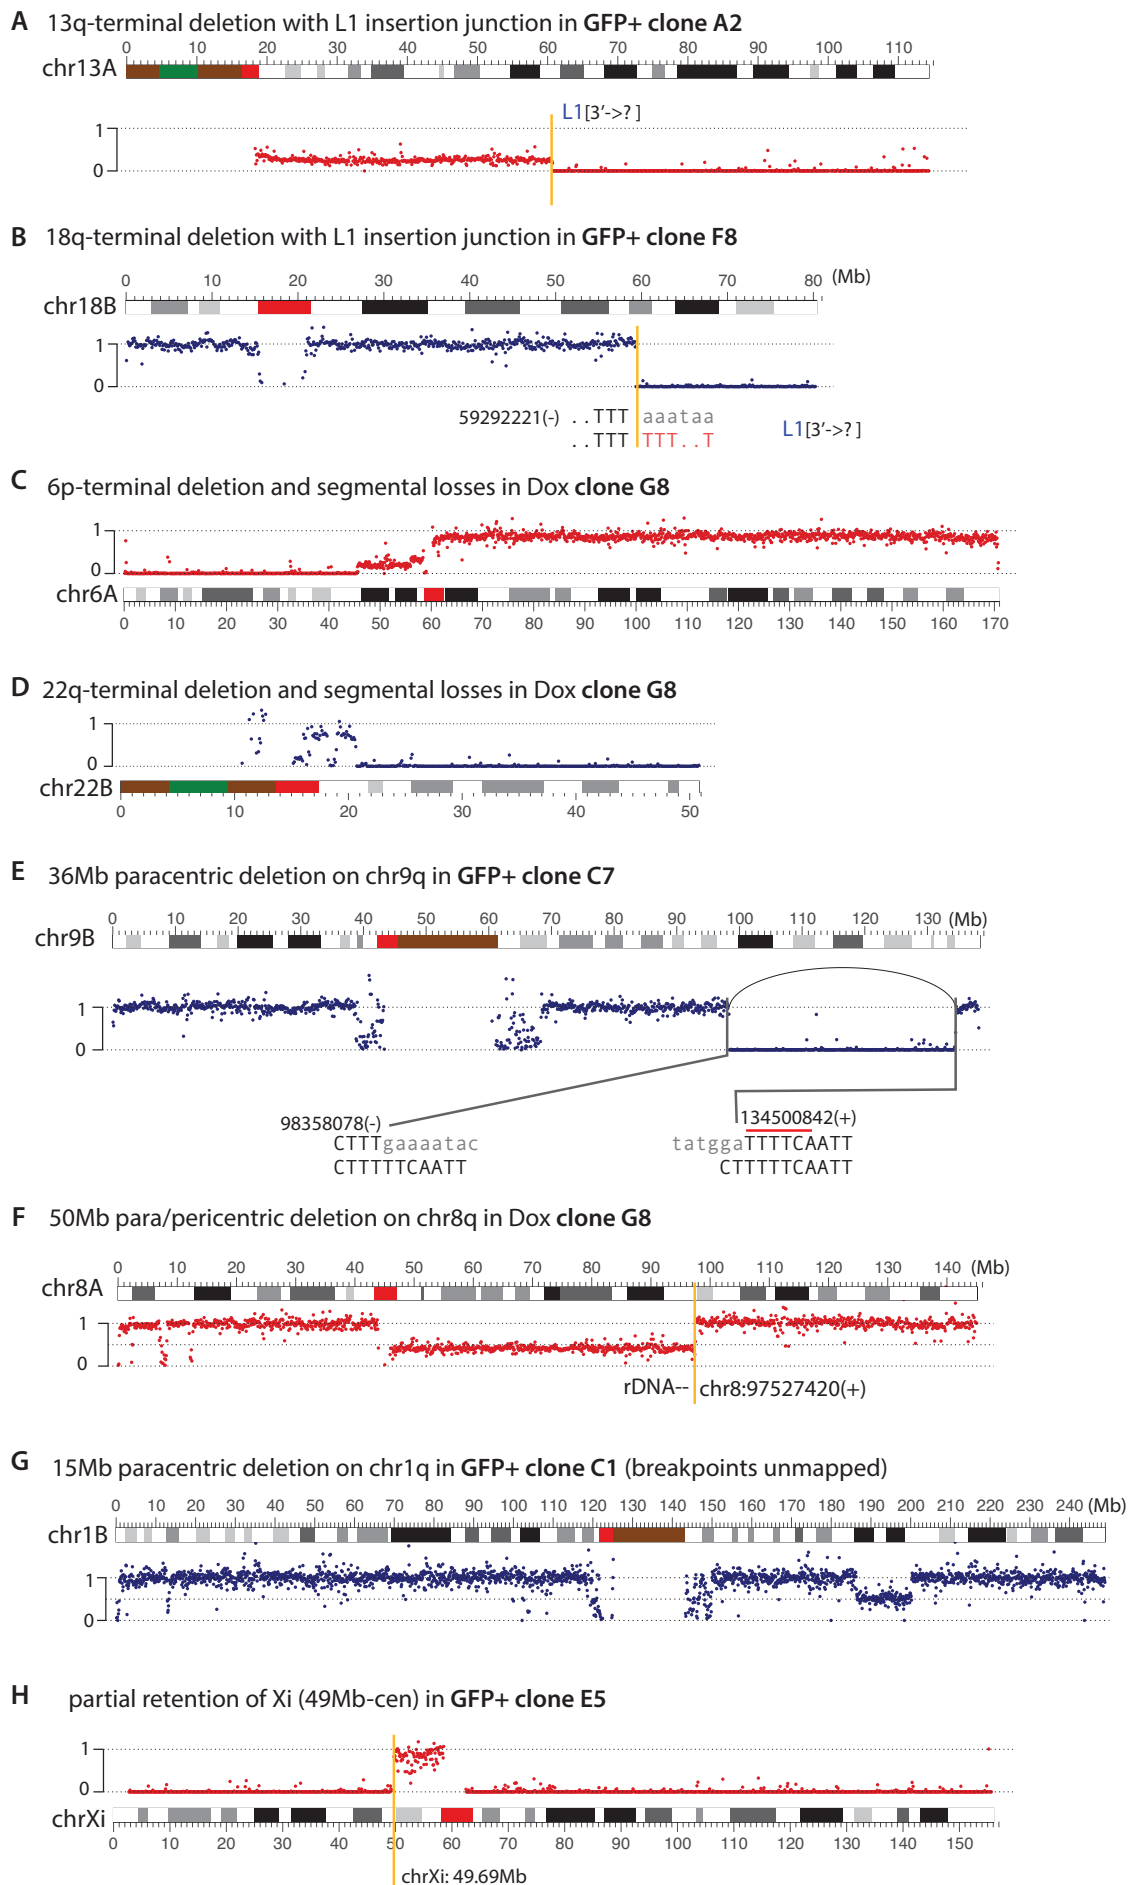 A 13q-terminal deletion with L1 insertion junction in GFP+ clone A2
0 10 20 30 40 50 60 70 80 90 100 110
chr13A
L1[3’->? ]
1
0
B 18q-terminal deletion with L1 insertion junction in GFP+ clone F8
0 10 20 30 40 50 60 70 80 (Mb)
chr18B
1
0
59292221(-) ..TTT aaataa
..TTT TTT..T L1[3’->? ]
C 6p-terminal deletion and segmental losses in Dox clone G8
1
0
chr6A
0 10 20 30 40 50 60 70 80 90 100 110 120 130 140 150 160 170
D 22q-terminal deletion and segmental losses in Dox clone G8
1
0
chr22B
0 10 20 30 40 50
E 36Mb paracentric deletion on chr9q in GFP+ clone C7
0 10 20 30 40 50 60 70 80 90 100 110 120 130 (Mb)
chr9B
1
0
98358078(-) 134500842(+)
CTTTgaaaatac tatggaTTTTCAATT
CTTTTTCAATT CTTTTTCAATT
F 50Mb para/pericentric deletion on chr8q in Dox clone G8
0 10 20 30 40 50 60 70 80 90 100 110 120 130 140 (Mb)
chr8A
1
0
rDNA-- chr8:97527420(+)
G 15Mb paracentric deletion on chr1q in GFP+ clone C1 (breakpoints unmapped)
0 10 20 30 40 50 60 70 80 90 100 110 120 130 140 150 160 170 180 190 200 210 220 230 240 (Mb)
chr1B
1
0
H partial retention of Xi (49Mb-cen) in GFP+ clone E5
1
0
chrXi
0 10 20 30 40 50 60 70 80 90 100 110 120 130 140 150
chrXi: 49.69Mb